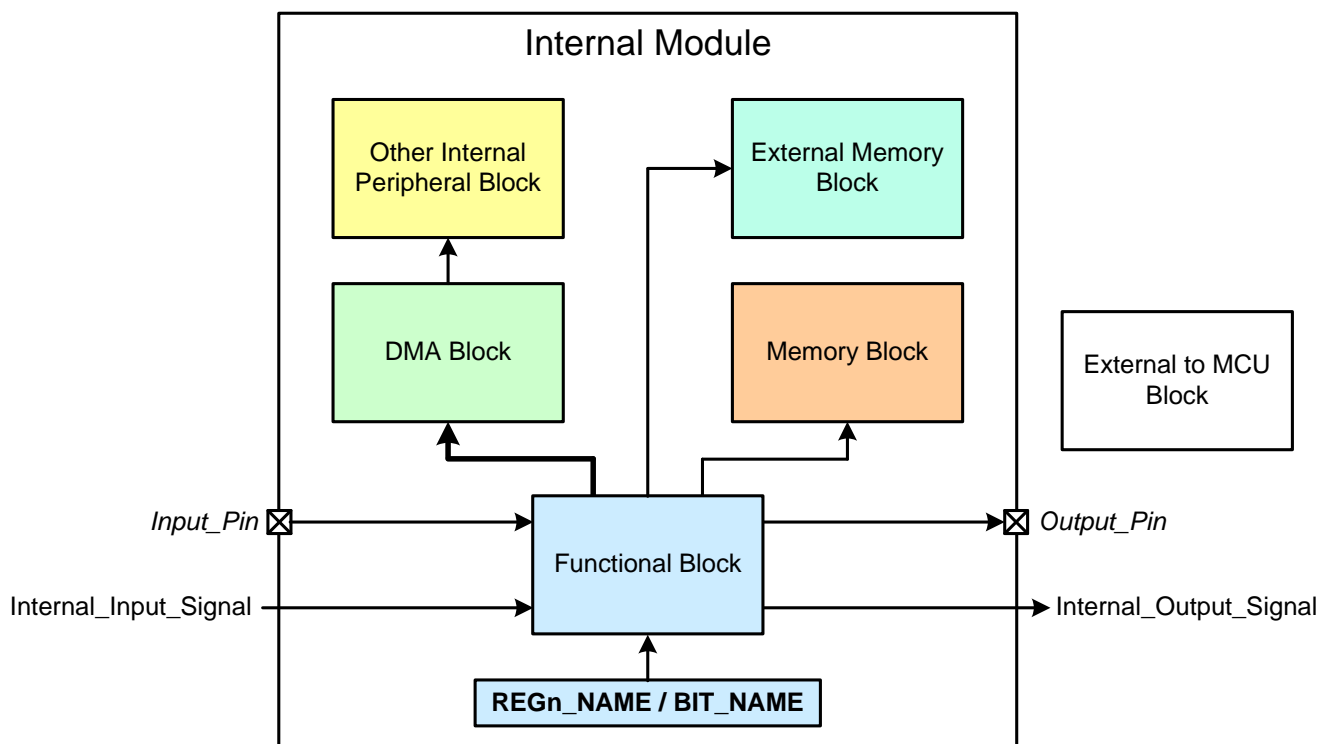 Internal Module
Other Internal
Peripheral Block
External Memory
Block
DMA Block
Memory Block
External to MCU
Block
Input_Pin
Output_Pin
Functional Block
Internal_Input_Signal
Internal_Output_Signal
REGn_NAME / BIT_NAME